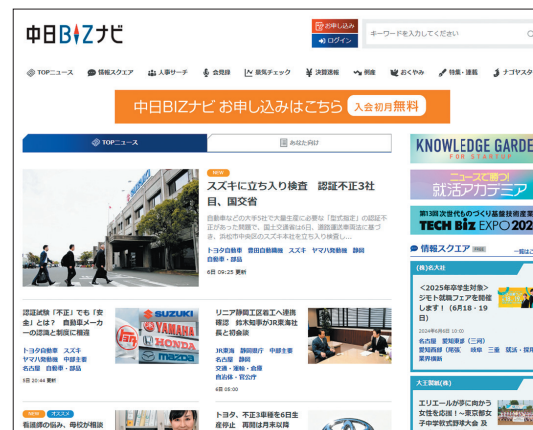 中日BIZナビ
お申し込み
ログイン
キーワードを入力してください
TOPニュース 情報スクエア 人事サーチ 会見録 景気チェック 決算速報 倒産 おくやみ 特集・連載 ナゴヤスタ
中日BIZナビ お申し込みはこちら 入会初月無料
TOPニュース
あなた向け
NEW
スズキに立ち入り検査 認証不正3社
目、国交省
自動車などの大手5社で大量生産に必要な「型式指定」の認証不
正があった問題で、国土交通省は6日、道路運送車両法に基づ
き、浜松市中央区のスズキ本社を立ち入り検査し...
トヨタ自動車 豊田自動織機 スズキ ヤマハ発動機 静岡
自動車・部品
6日 09:25 更新
認証試験「不正」でも「安
全」とは? 自動車メーカ
ーの認識と制度に権違
トヨタ自動車 スズキ
ヤマハ発動機 中部主要
名古屋 自動車・部品
5日 20:44 更新
SUZUKI
YAMAHA
HONDA
mazda
リニア静岡工区着工へ連携
確認 鈴木知事がJR東海社
長と初会談
JR東海 静岡県庁 中部主要
名古屋 静岡
交通・運輸・倉庫
自治体・官公庁
6日 05:00
NEW オススメ
看護師の悩み、母校が相談
トヨタ、不正3車種を6日生
産停止 再開は月末以降
KNOWLEDGE GARDE
FOR STARTUP
ニュースで勝つ!
就活アカデミア
第13回 次世代ものづくり基盤技術産業
TECH Biz EXPO 202
情報スクエア
一覧はこ
(株)名大社
<2025年卒学生対象>
ジモト就職フェアを開催
します! (6月18・19
日)
2024年6月6日 10:00
名古屋 愛知東部(三河)
愛知西部(尾張 岐阜 三重 就活・採用
業界横断
大王製紙(株)
エリエールが夢に向かう
女性を応援!~東京都女
子中学軟式野球大会 及